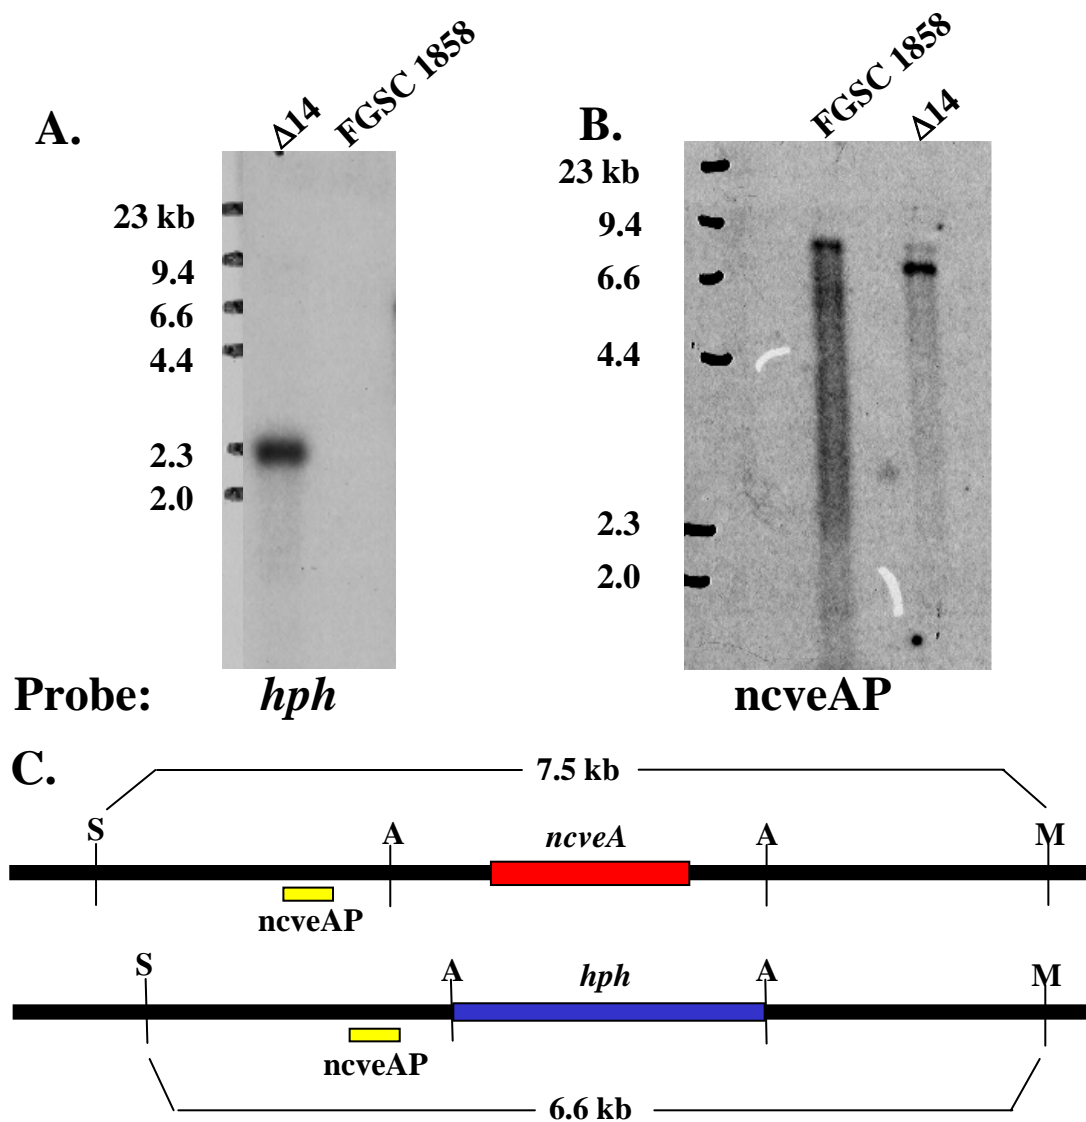 A.
Δ14
FGSC 1858
23 kb
9.4
6.6
4.4
2.3
2.0
B.
FGSC 1858
Δ14
23 kb
9.4
6.6
4.4
2.3
2.0
Probe:
hph
ncveAP
C.
7.5 kb
S
A
ncveA
A
M
ncveAP
S
A
hph
A
M
ncveAP
6.6 kb